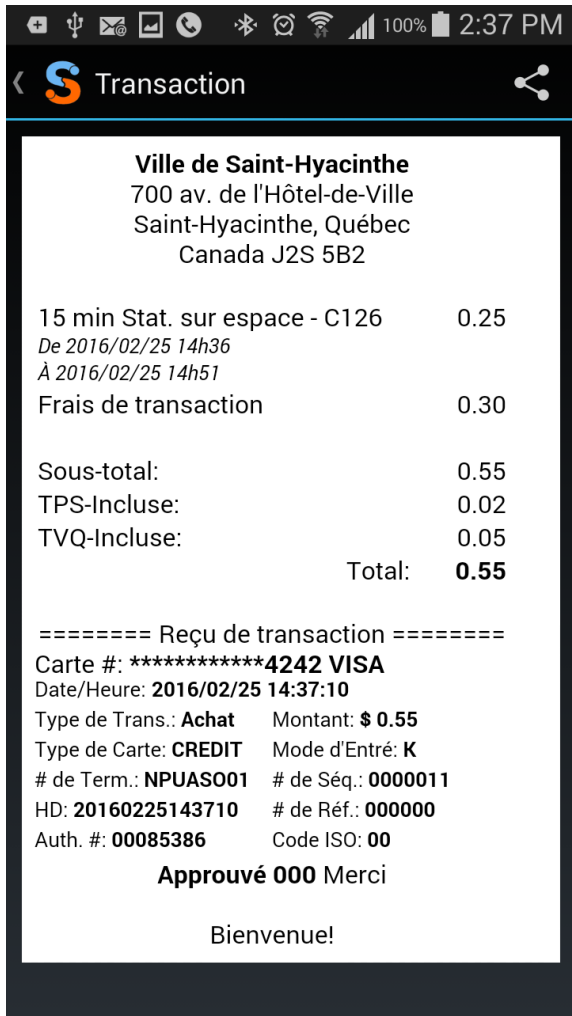 100% 2:37 PM
Transaction
Ville de Saint-Hyacinthe
700 av. de l'Hôtel-de-Ville
Saint-Hyacinthe, Québec
Canada J2S 5B2
15 min Stat. sur espace - C126 0.25
De 2016/02/25 14h36
À 2016/02/25 14h51
Frais de transaction 0.30
Sous-total: 0.55
TPS-Incluse: 0.02
TVQ-Incluse: 0.05
Total: 0.55
======== Reçu de transaction ========
Carte #: ************4242 VISA
Date/Heure: 2016/02/25 14:37:10
Type de Trans.: Achat Montant: $ 0.55
Type de Carte: CREDIT Mode d'Entré: K
# de Term.: NPUASO01 # de Séq.: 0000011
HD: 20160225143710 # de Réf.: 000000
Auth. #: 00085386 Code ISO: 00
Approuvé 000 Merci
Bienvenue!